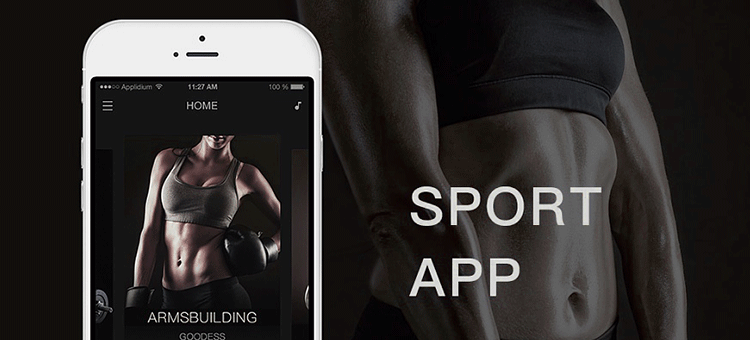 Applidium 11:27 AM 100 %
HOME
ARMSBUILDING
GOODESS
SPORT
APP